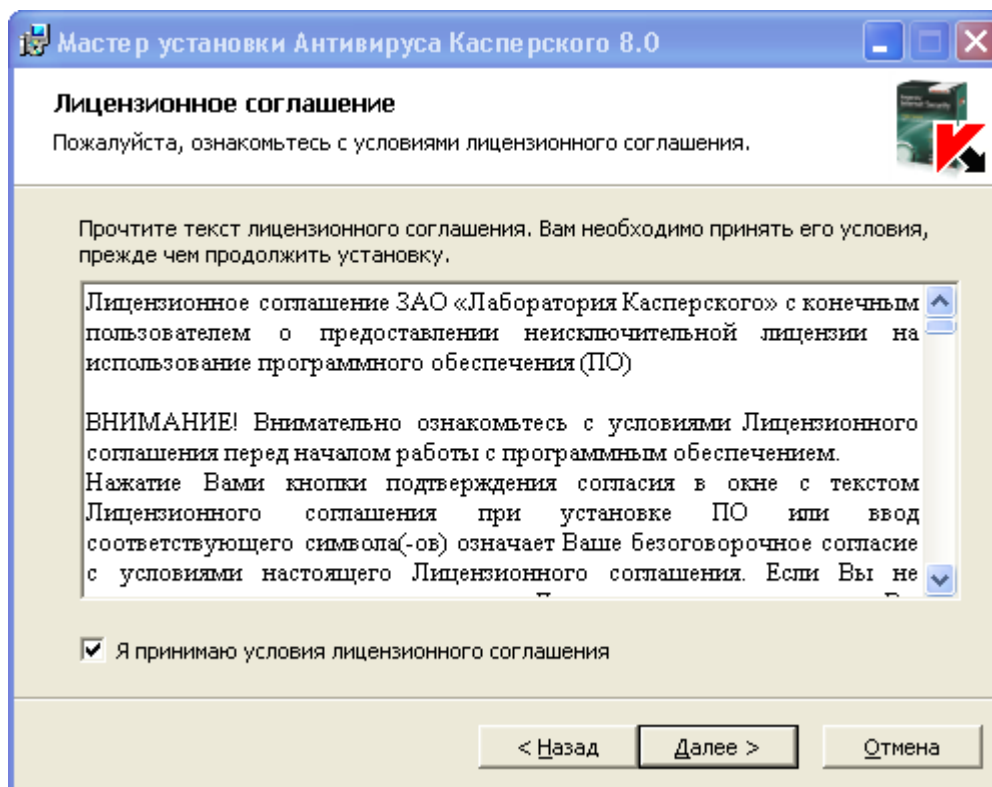 Мастер установки Антивируса Касперского 8.0
Лицензионное соглашение
Пожалуйста, ознакомьтесь с условиями лицензионного соглашения.
Прочтите текст лицензионного соглашения. Вам необходимо принять его условия,
прежде чем продолжить установку.
Лицензионное соглашение ЗАО «Лаборатория Касперского» с конечным
пользователем о предоставлении неисключительной лицензии на
использование программного обеспечения (ПО)
ВНИМАНИЕ! Внимательно ознакомьтесь с условиями Лицензионного
соглашения перед началом работы с программным обеспечением.
Нажатие Вами кнопки подтверждения согласия в окне с текстом
Лицензионного соглашения при установке ПО или ввод
соответствующего символа(-ов) означает Ваше безоговорочное согласие
с условиями настоящего Лицензионного соглашения. Если Вы не
Я принимаю условия лицензионного соглашения
< Назад
Далее >
Отмена